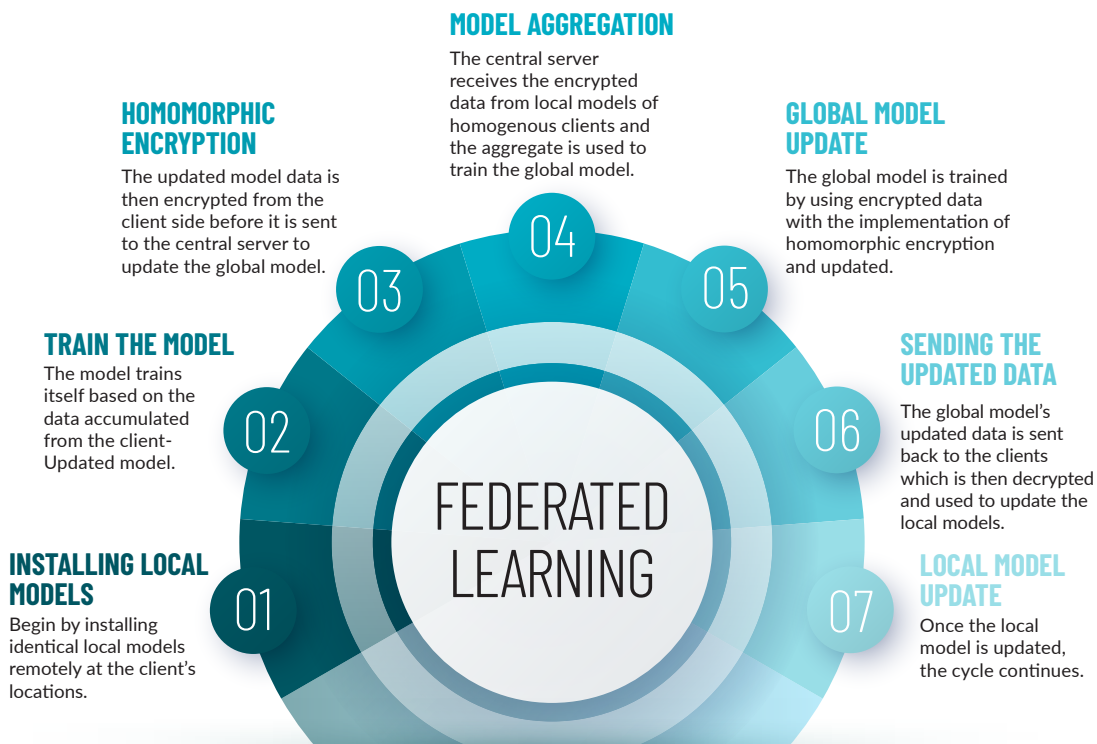 MODEL AGGREGATION
The central server
receives the encrypted
data from local models of
homogenous clients and
the aggregate is used to
train the global model.
HOMOMORPHIC
ENCRYPTION
The updated model data is
then encrypted from the
client side before it is sent
to the central server to
update the global model.
GLOBAL MODEL
UPDATE
The global model is trained
by using encrypted data
with the implementation of
homomorphic encryption
and updated.
04
03
05
TRAIN THE MODEL
The model trains
itself based on the
data accumulated
from the client-
Updated model.
02
SENDING THE
UPDATED DATA
The global model's
updated data is sent
back to the clients
which is then decrypted
and used to update the
local models.
06
FEDERATED
LEARNING
INSTALLING LOCAL
MODELS
Begin by installing
identical local models
remotely at the client's
locations.
01
LOCAL MODEL
UPDATE
Once the local
model is updated,
the cycle continues.
07